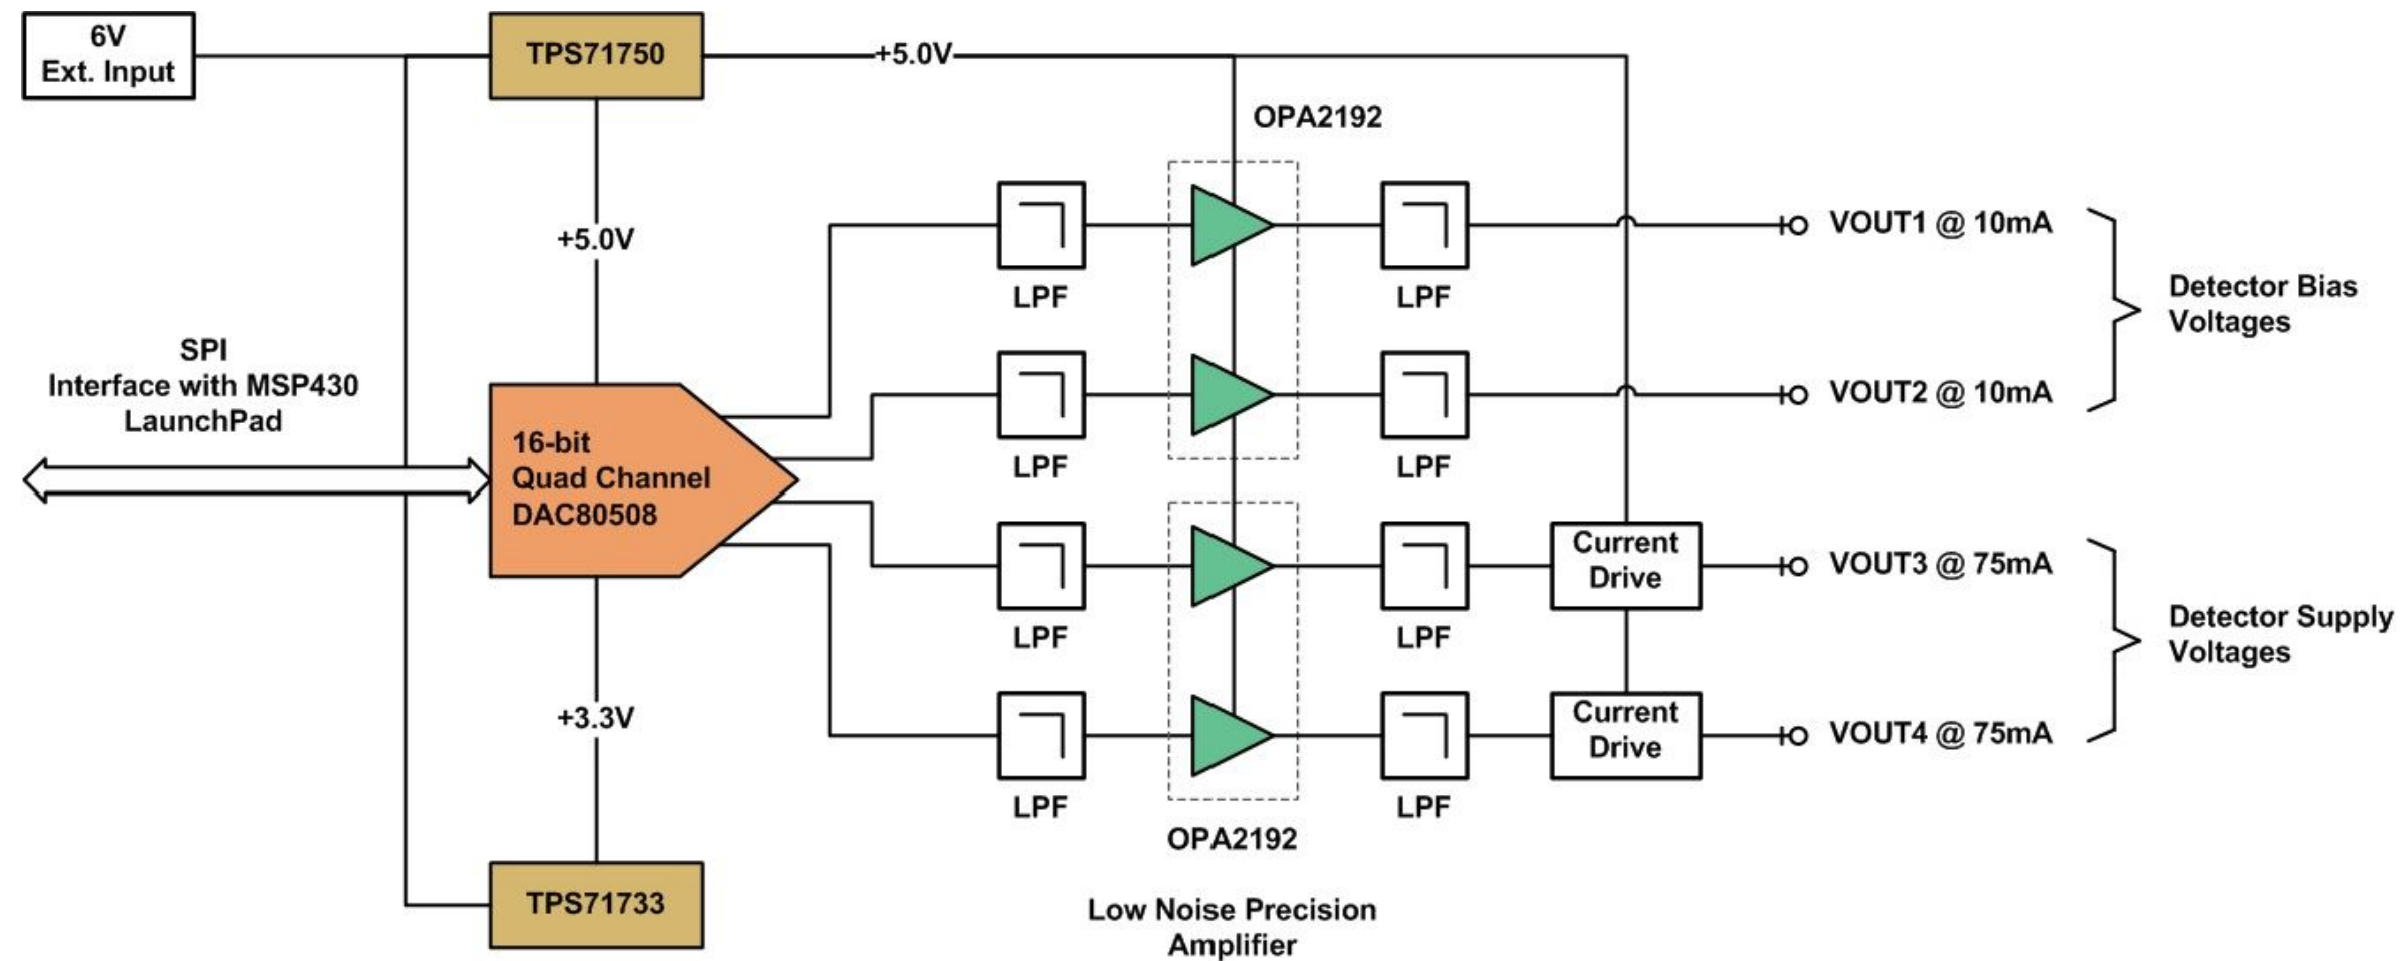 6V
Ext. Input
TPS71750
+5.0V
OPA2192
+5.0V
SPI
Interface with MSP430
LaunchPad
16-bit
Quad Channel
DAC80508
+3.3V
TPS71733
LPF
LPF
VOUT1 @ 10mA
LPF
LPF
VOUT2 @ 10mA
Detector Bias
Voltages
LPF
LPF
Current
Drive
VOUT3 @ 75mA
LPF
LPF
Current
Drive
VOUT4 @ 75mA
Detector Supply
Voltages
OPA2192
Low Noise Precision
Amplifier